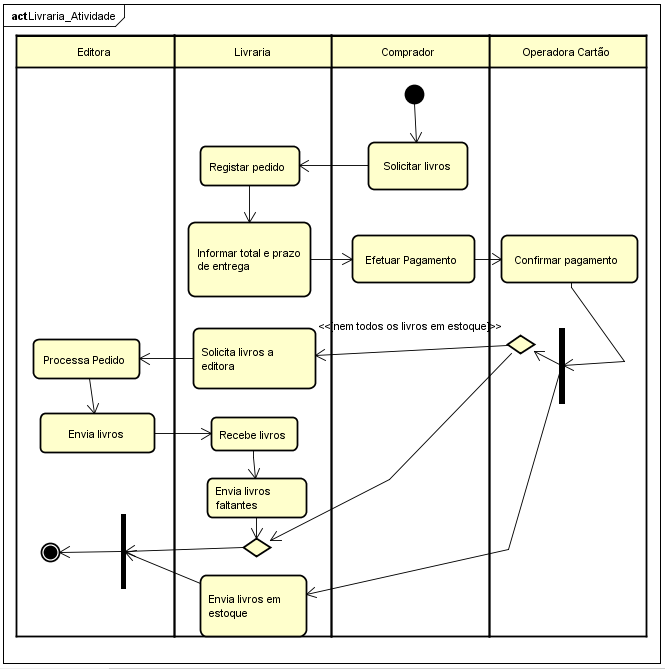 act Livraria_Atividade
Editora
Livraria
Comprador
Operadora Cartão
Solicitar livros
Registar pedido
Informar total e prazo
de entrega
Efetuar Pagamento
Confirmar pagamento
<< nem todos os livros em estoque]>>
Solicita livros a
editora
Processa Pedido
Envia livros
Recebe livros
Envia livros
faltantes
Envia livros em
estoque